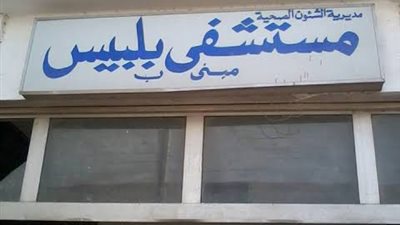 مديرية الشئون الصحية
مستشفى بلبيس
مبنى ب